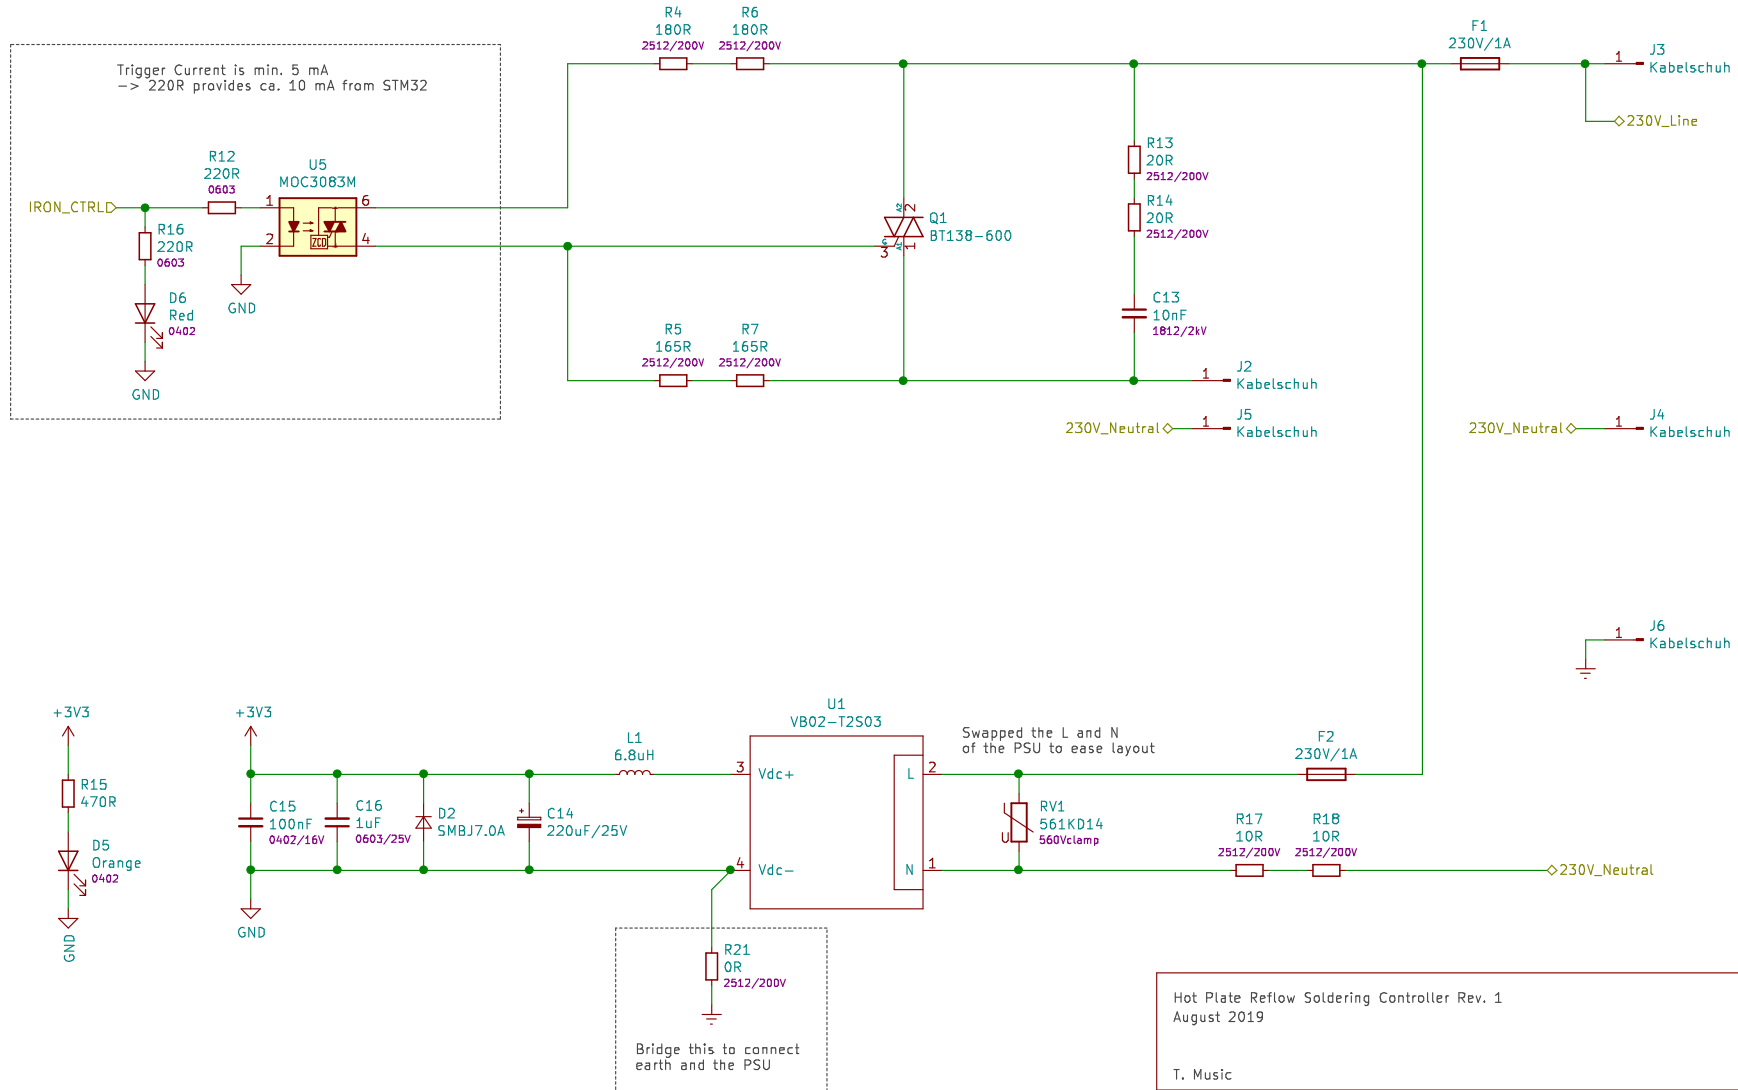 R4
180R
2512/200V
R6
180R
2512/200V
F1
230V/1A
J3
Kabelschuh
1
230V_Line
Trigger Current is min. 5 mA
-> 220R provides ca. 10 mA from STM32
R12
220R
0603
U5
MOC3083M
IRON_CTRL
1
2
6
4
ZCD
R16
220R
0603
D6
Red
0402
GND
GND
R13
20R
2512/200V
R14
20R
2512/200V
A2
2
Q1
BT138-600
G
3
A1
1
C13
10nF
1812/2kV
R5
165R
2512/200V
R7
165R
2512/200V
1
J2
Kabelschuh
230V_Neutral
1
J5
Kabelschuh
230V_Neutral
1
J4
Kabelschuh
1
J6
Kabelschuh
+3V3
R15
470R
D5
Orange
0402
GND
+3V3
C15
100nF
0402/16V
C16
1uF
0603/25V
D2
SMBJ7.0A
+
C14
220uF/25V
GND
L1
6.8uH
U1
VB02-T2S03
3
Vdc+
4
Vdc-
L
2
N
1
Swapped the L and N
of the PSU to ease layout
RV1
561KD14
560Vclamp
U
F2
230V/1A
R17
10R
2512/200V
R18
10R
2512/200V
230V_Neutral
R21
0R
2512/200V
Bridge this to connect
earth and the PSU
Hot Plate Reflow Soldering Controller Rev. 1
August 2019
T. Music